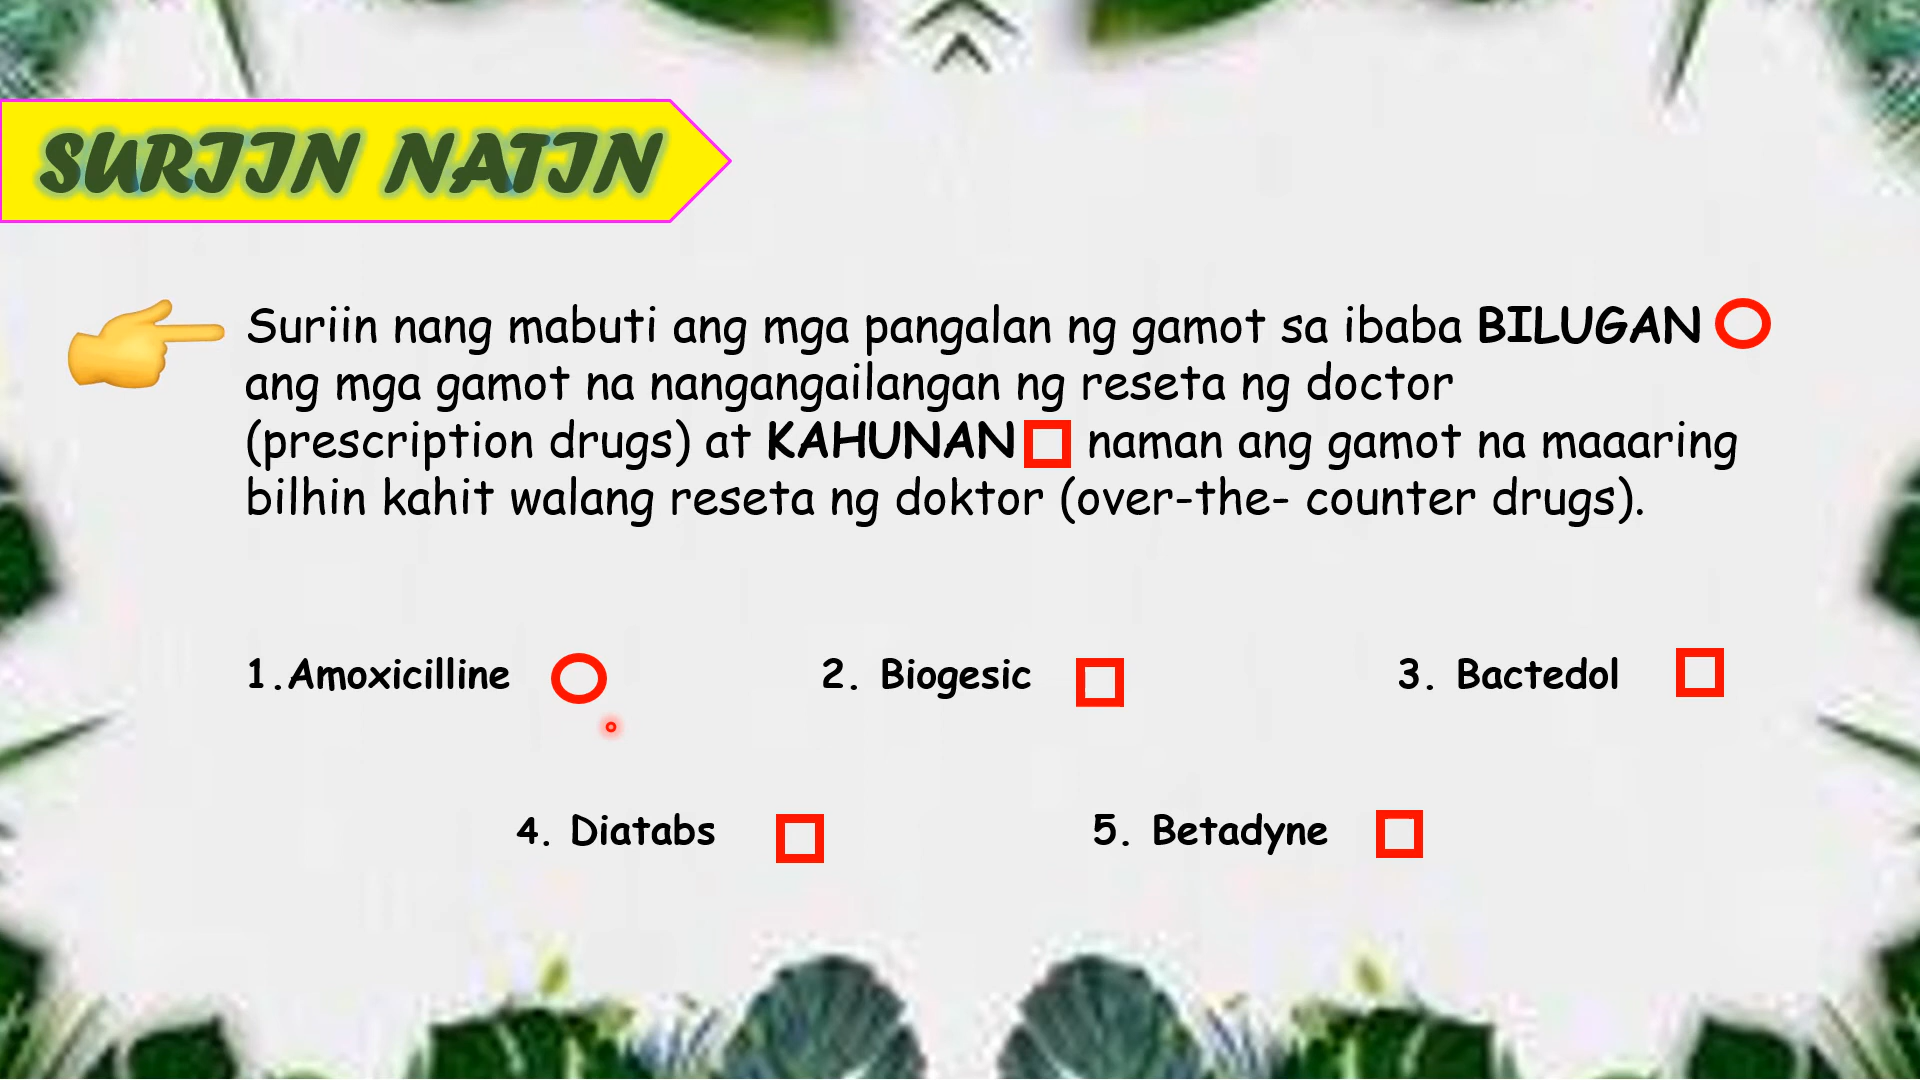 SURIIN NATIN
Suriin nang mabuti ang mga pangalan ng gamot sa ibaba BILUGAN
ang mga gamot na nangangailangan ng reseta ng doctor
(prescription drugs) at KAHUNAN naman ang gamot na maaaring
bilhin kahit walang reseta ng doktor (over-the- counter drugs).
1.Amoxicilline 2. Biogesic 3. Bactedol
4. Diatabs 5. Betadyne